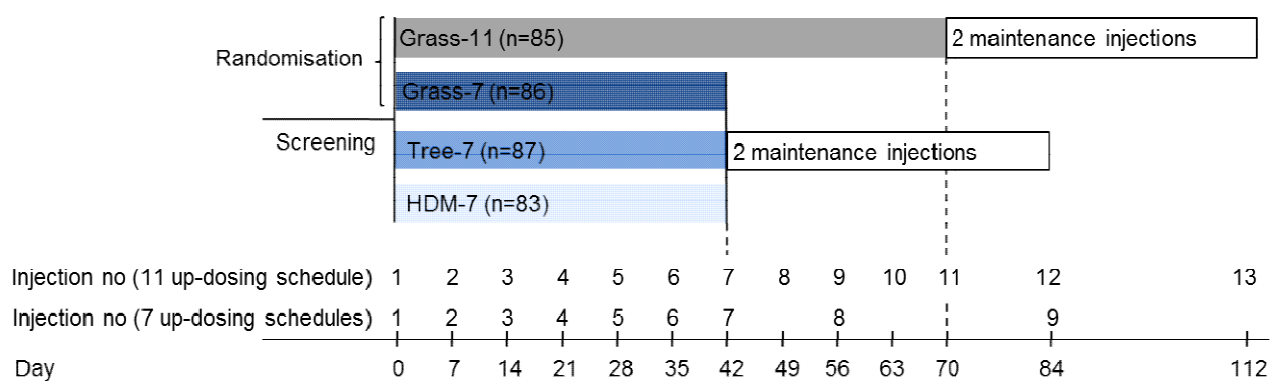 Grass-11 (n=85)
2 maintenance injections
Randomisation
Grass-7 (n=86)
Screening
Tree-7 (n=87)
2 maintenance injections
HDM-7 (n=83)
Injection no (11 up-dosing schedule) 1 2 3 4 5 6 7 8 9 10 11 12 13
Injection no (7 up-dosing schedules) 1 2 3 4 5 6 7 8 9
Day 0 7 14 21 28 35 42 49 56 63 70 84 112